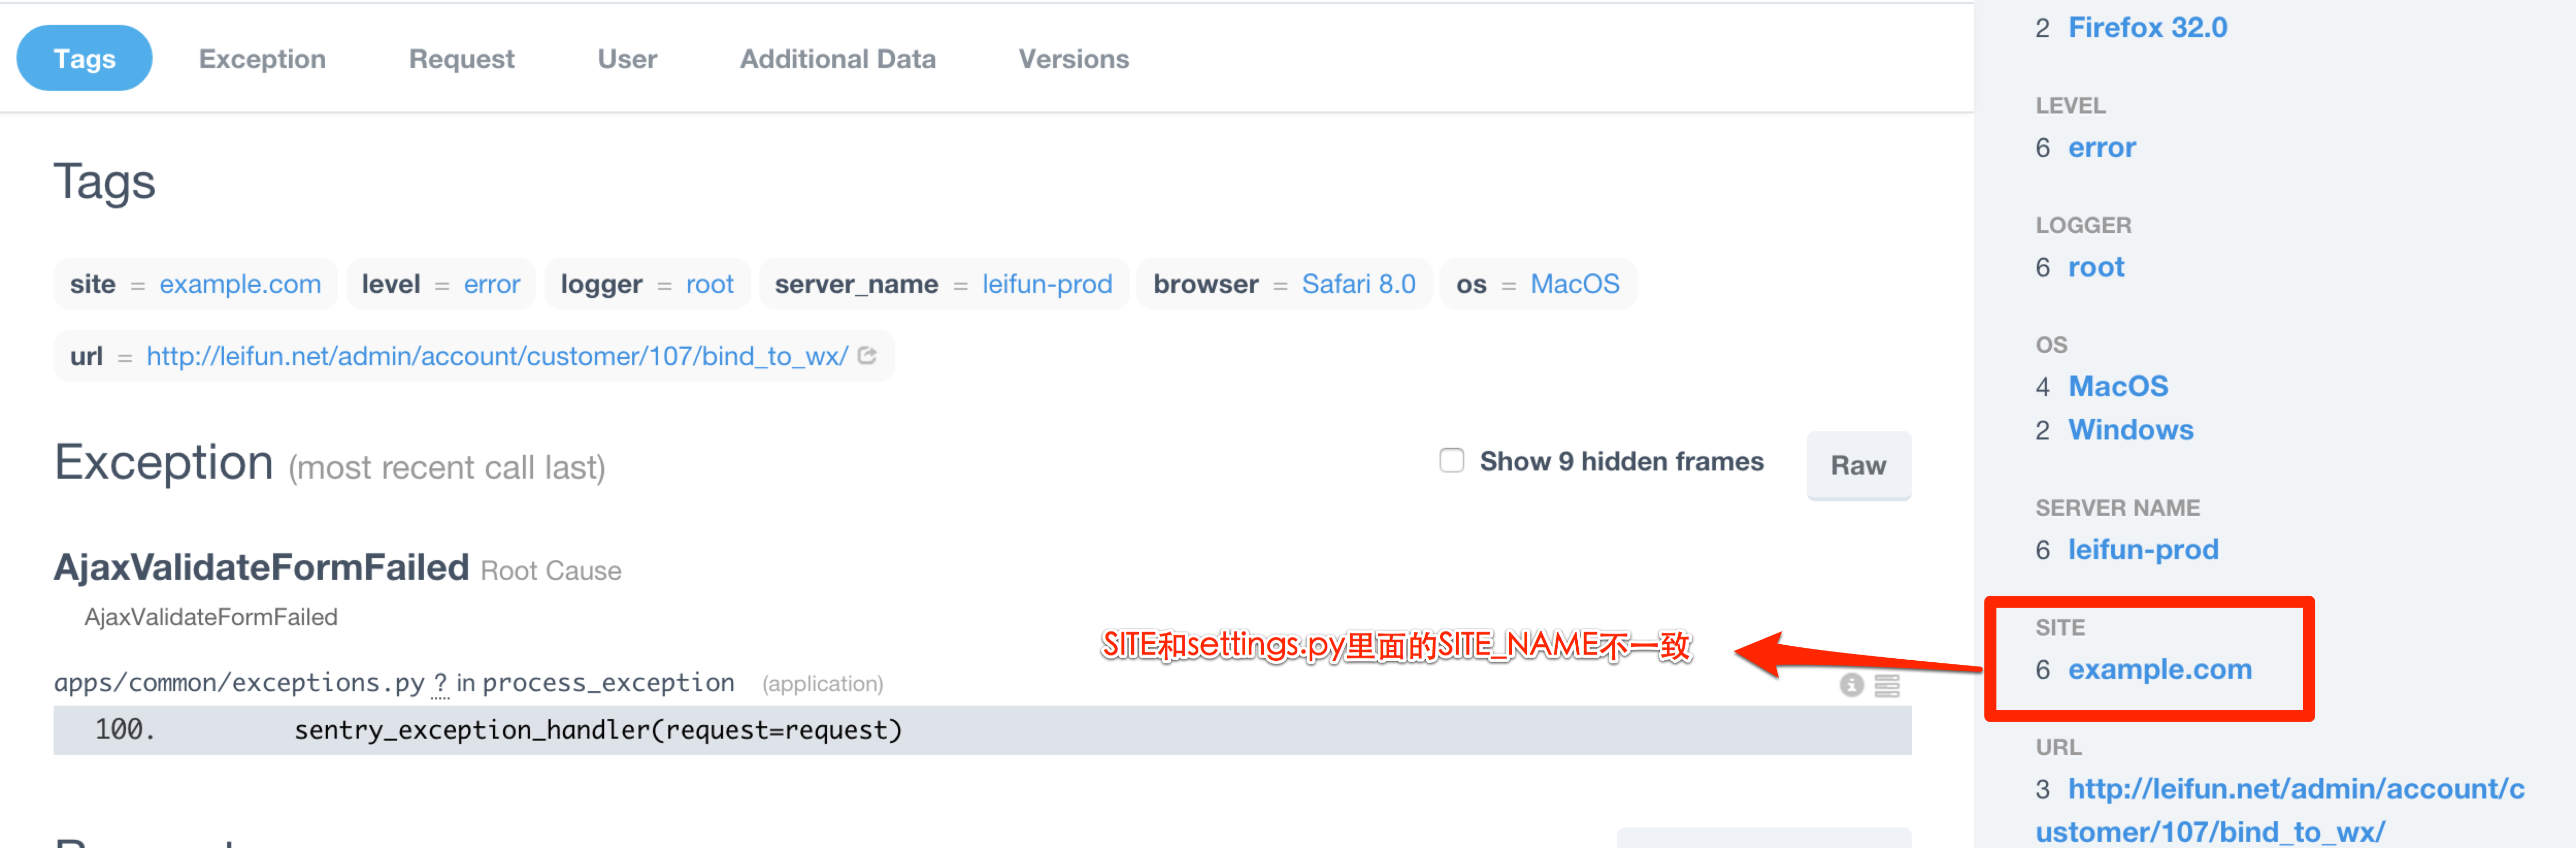 Tags Exception Request User Additional Data Versions
Tags
site = example.com level = error logger = root server_name = leifun-prod browser = Safari 8.0 os = MacOS
url = http://leifun.net/admin/account/customer/107/bind_to_wx/
Exception (most recent call last)
Show 9 hidden frames
Raw
AjaxValidateFormFailed Root Cause
AjaxValidateFormFailed
SITE和settings.py里面的SITE_NAME不一致
apps/common/exceptions.py ? in process_exception (application)
100. sentry_exception_handler(request=request)
2 Firefox 32.0
LEVEL
6 error
LOGGER
6 root
OS
4 MacOS
2 Windows
SERVER NAME
6 leifun-prod
SITE
6 example.com
URL
3 http://leifun.net/admin/account/c
ustomer/107/bind_to_wx/